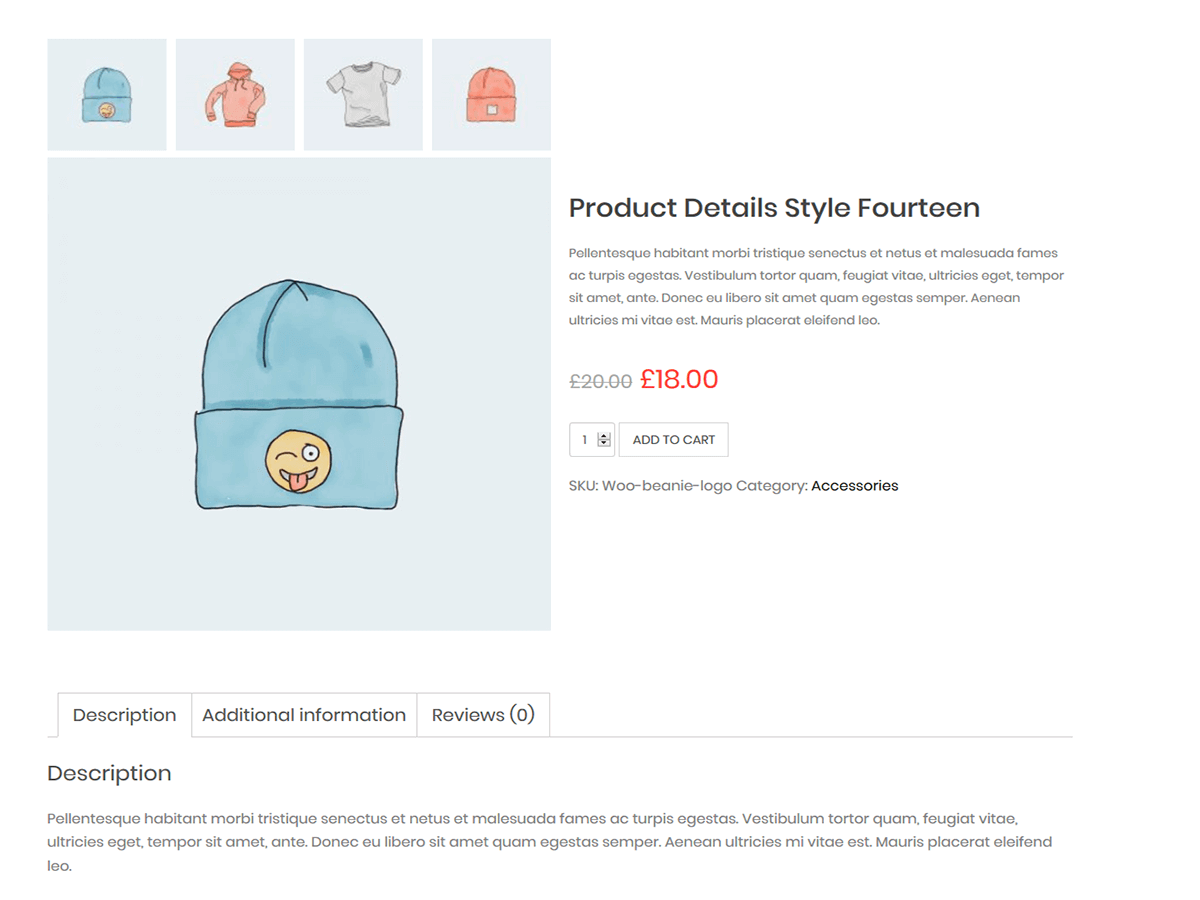 Product Details Style Fourteen
Pellentesque habitant morbi tristique senectus et netus et malesuada fames
ac turpis egestas. Vestibulum tortor quam, feugiat vitae, ultricies eget, tempor
sit amet, ante. Donec eu libero sit amet quam egestas semper. Aenean
ultricies mi vitae est. Mauris placerat eleifend leo.
£20.00 £18.00
1 ADD TO CART
SKU: Woo-beanie-logo Category: Accessories
Description Additional information Reviews (0)
Description
Pellentesque habitant morbi tristique senectus et netus et malesuada fames ac turpis egestas. Vestibulum tortor quam, feugiat vitae,
ultricies eget, tempor sit amet, ante. Donec eu libero sit amet quam egestas semper. Aenean ultricies mi vitae est. Mauris placerat eleifend
leo.